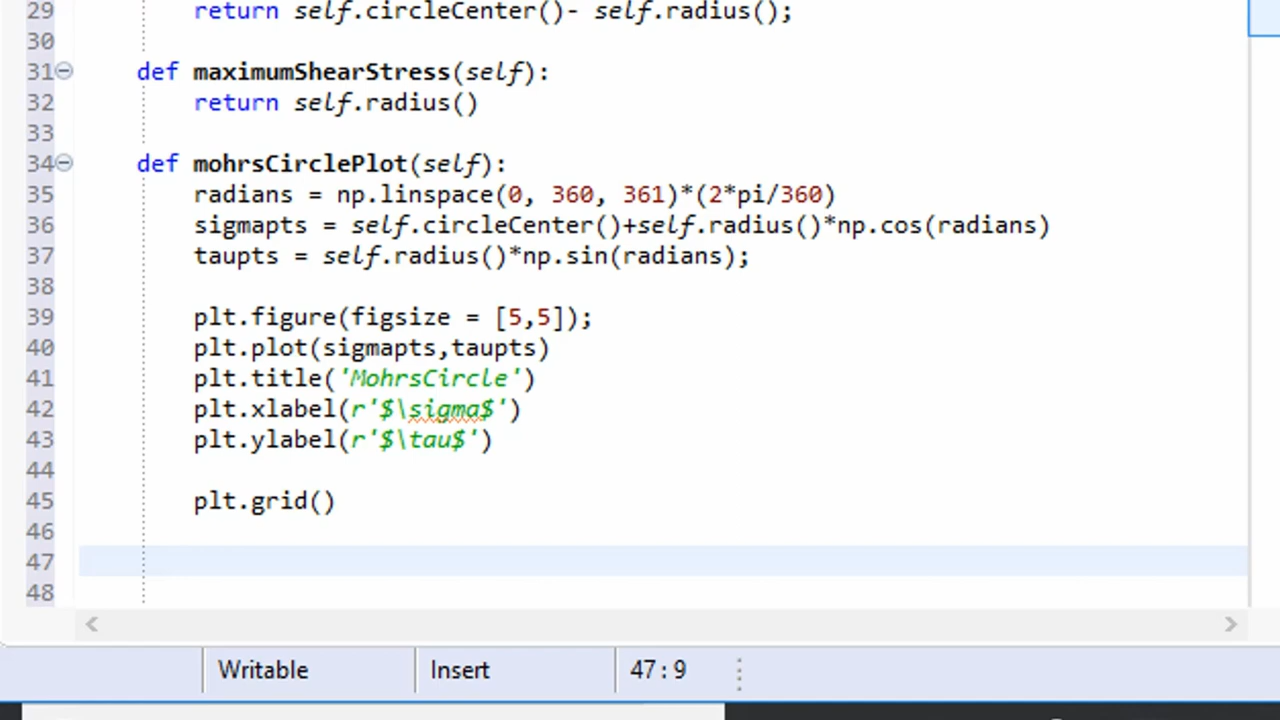 29 return self.circleCenter()- self.radius();
30
31 def maximumShearStress(self):
32 return self.radius()
33
34 def mohrsCirclePlot(self):
35 radians = np.linspace(0, 360, 361)*(2*pi/360)
36 sigmapts = self.circleCenter()+self.radius()*np.cos(radians)
37 taupts = self.radius()*np.sin(radians);
38
39 plt.figure(figsize = [5,5]);
40 plt.plot(sigmapts,taupts)
41 plt.title('MohrsCircle')
42 plt.xlabel(r'$\sigma$')
43 plt.ylabel(r'$\tau$')
44
45 plt.grid()
46
47
48
Writable Insert 47:9